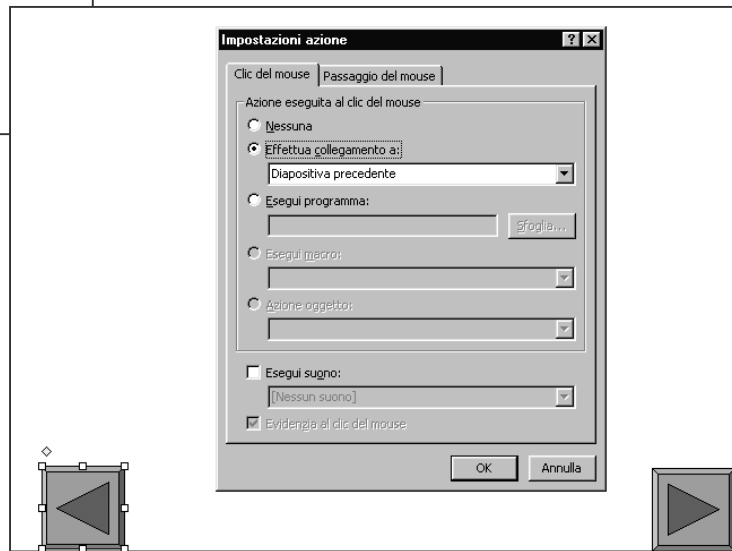 Impostazioni azione
Clic del mouse Passaggio del mouse
Azione eseguita al clic del mouse
Nessuna
Effettua collegamento a:
Diapositiva precedente
Esegui programma:
Sfoglia...
Esegui macro:
Azione oggetto:
Esegui suono:
[Nessun suono]
Evidenzia al clic del mouse
OK Annulla